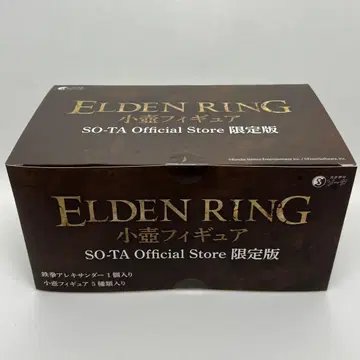 ELDEN RING
小壺フィギュア
SO-TA Official Store 限定版
ELDEN RING
小壺フィギュア
SO-TA Official Store 限定版
鉄拳アレキサンダー 1個入り
小壺フィギュア 5種類入り